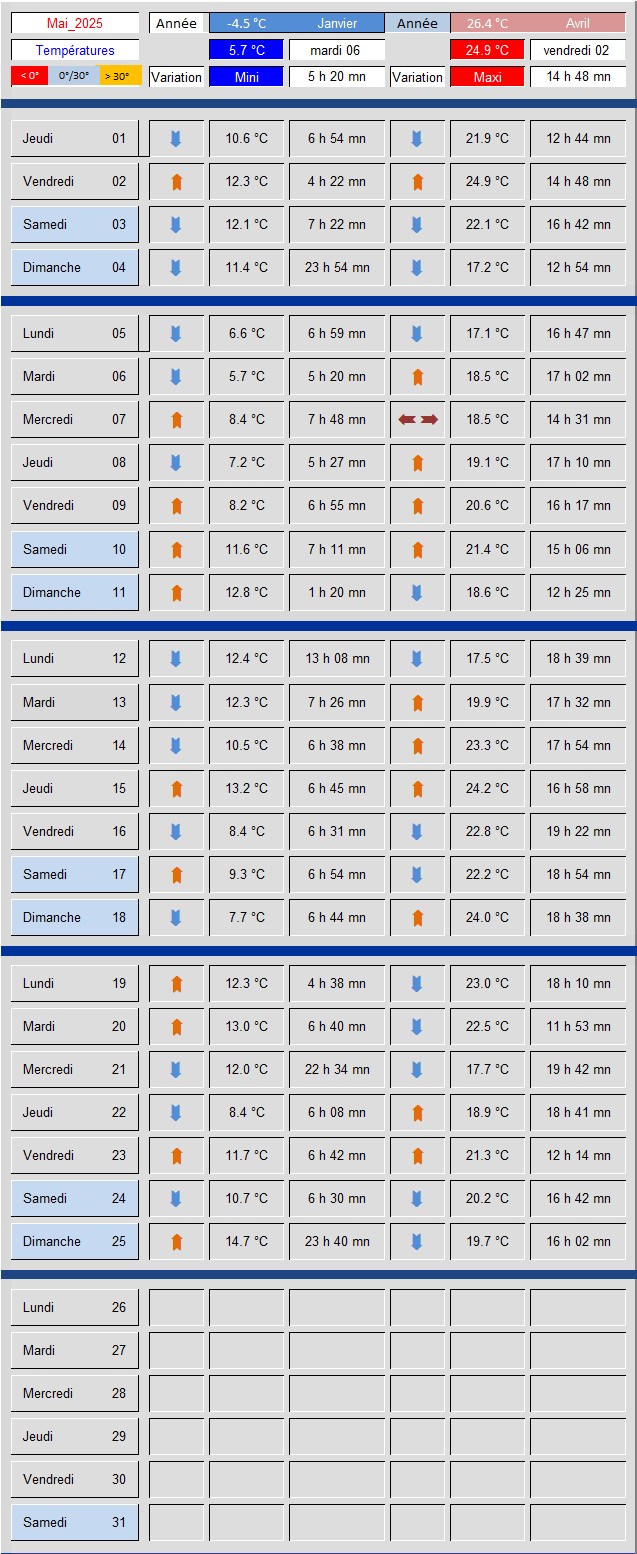 Mai_2025 Année -4.5 °C Janvier Année 26.4 °C Avril
Températures 5.7 °C mardi 06 24.9 °C vendredi 02
< 0° 0°/30° > 30° Variation Mini 5 h 20 mn Variation Maxi 14 h 48 mn
Jeudi 01 10.6 °C 6 h 54 mn 21.9 °C 12 h 44 mn
Vendredi 02 12.3 °C 4 h 22 mn 24.9 °C 14 h 48 mn
Samedi 03 12.1 °C 7 h 22 mn 22.1 °C 16 h 42 mn
Dimanche 04 11.4 °C 23 h 54 mn 17.2 °C 12 h 54 mn
Lundi 05 6.6 °C 6 h 59 mn 17.1 °C 16 h 47 mn
Mardi 06 5.7 °C 5 h 20 mn 18.5 °C 17 h 02 mn
Mercredi 07 8.4 °C 7 h 48 mn 18.5 °C 14 h 31 mn
Jeudi 08 7.2 °C 5 h 27 mn 19.1 °C 17 h 10 mn
Vendredi 09 8.2 °C 6 h 55 mn 20.6 °C 16 h 17 mn
Samedi 10 11.6 °C 7 h 11 mn 21.4 °C 15 h 06 mn
Dimanche 11 12.8 °C 1 h 20 mn 18.6 °C 12 h 25 mn
Lundi 12 12.4 °C 13 h 08 mn 17.5 °C 18 h 39 mn
Mardi 13 12.3 °C 7 h 26 mn 19.9 °C 17 h 32 mn
Mercredi 14 10.5 °C 6 h 38 mn 23.3 °C 17 h 54 mn
Jeudi 15 13.2 °C 6 h 45 mn 24.2 °C 16 h 58 mn
Vendredi 16 8.4 °C 6 h 31 mn 22.8 °C 19 h 22 mn
Samedi 17 9.3 °C 6 h 54 mn 22.2 °C 18 h 54 mn
Dimanche 18 7.7 °C 6 h 44 mn 24.0 °C 18 h 38 mn
Lundi 19 12.3 °C 4 h 38 mn 23.0 °C 18 h 10 mn
Mardi 20 13.0 °C 6 h 40 mn 22.5 °C 11 h 53 mn
Mercredi 21 12.0 °C 22 h 34 mn 17.7 °C 19 h 42 mn
Jeudi 22 8.4 °C 6 h 08 mn 18.9 °C 18 h 41 mn
Vendredi 23 11.7 °C 6 h 42 mn 21.3 °C 12 h 14 mn
Samedi 24 10.7 °C 6 h 30 mn 20.2 °C 16 h 42 mn
Dimanche 25 14.7 °C 23 h 40 mn 19.7 °C 16 h 02 mn
Lundi 26
Mardi 27
Mercredi 28
Jeudi 29
Vendredi 30
Samedi 31